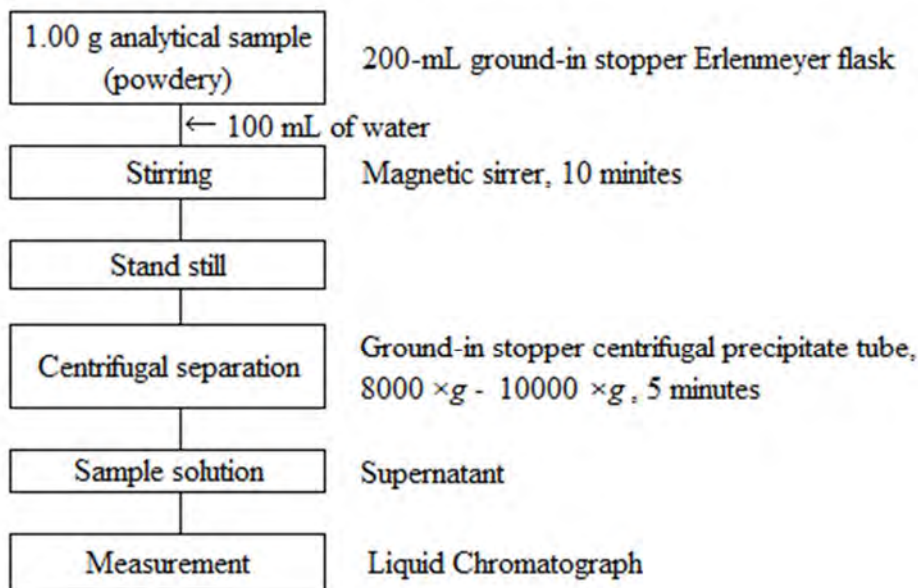 1.00 g analytical sample
(powdery)
200-mL ground-in stopper Erlenmeyer flask
← 100 mL of water
Stirring
Magnetic sirrer, 10 minites
Stand still
Centrifugal separation
Ground-in stopper centrifugal precipitate tube,
8000 ×g - 10000 ×g , 5 minutes
Sample solution
Supernatant
Measurement
Liquid Chromatograph